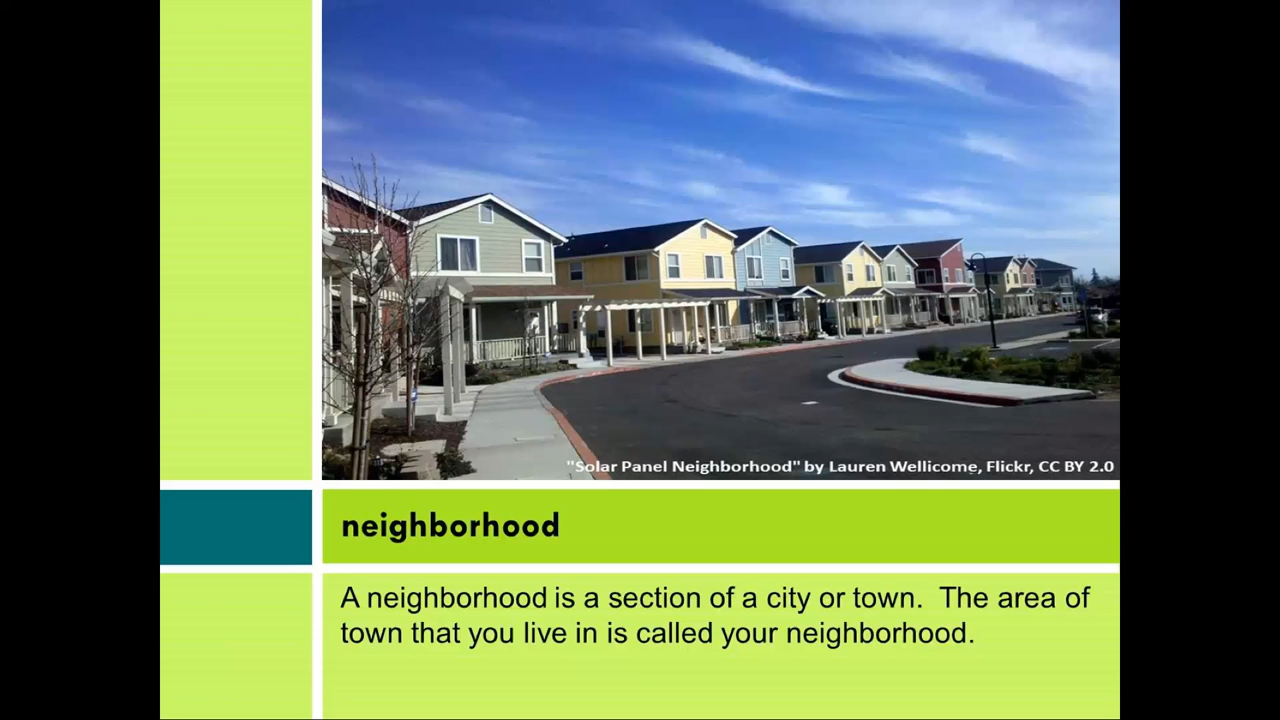 "Solar Panel Neighborhood" by Lauren Wellicome, Flickr, CC BY 2.0
neighborhood
A neighborhood is a section of a city or town.  The area of
town that you live in is called your neighborhood.